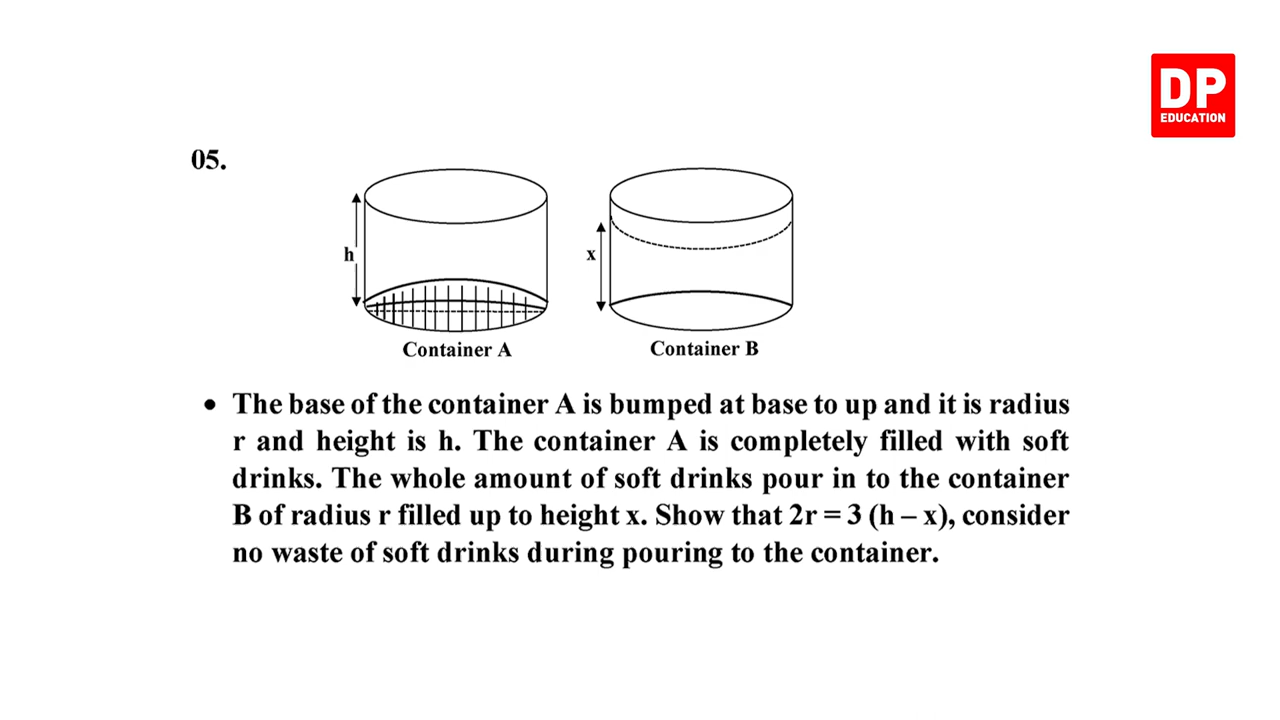 DP
EDUCATION
05.
h
x
Container A
Container B
• The base of the container A is bumped at base to up and it is radius
r and height is h. The container A is completely filled with soft
drinks. The whole amount of soft drinks pour in to the container
B of radius r filled up to height x. Show that 2r = 3 (h – x), consider
no waste of soft drinks during pouring to the container.